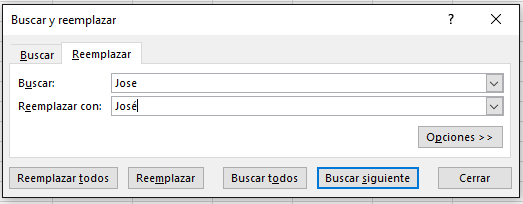 Buscar y reemplazar ? ×
Buscar Reemplazar
Buscar: Jose
Reemplazar con: José
Opciones >>
Reemplazar todos Reemplazar Buscar todos Buscar siguiente Cerrar